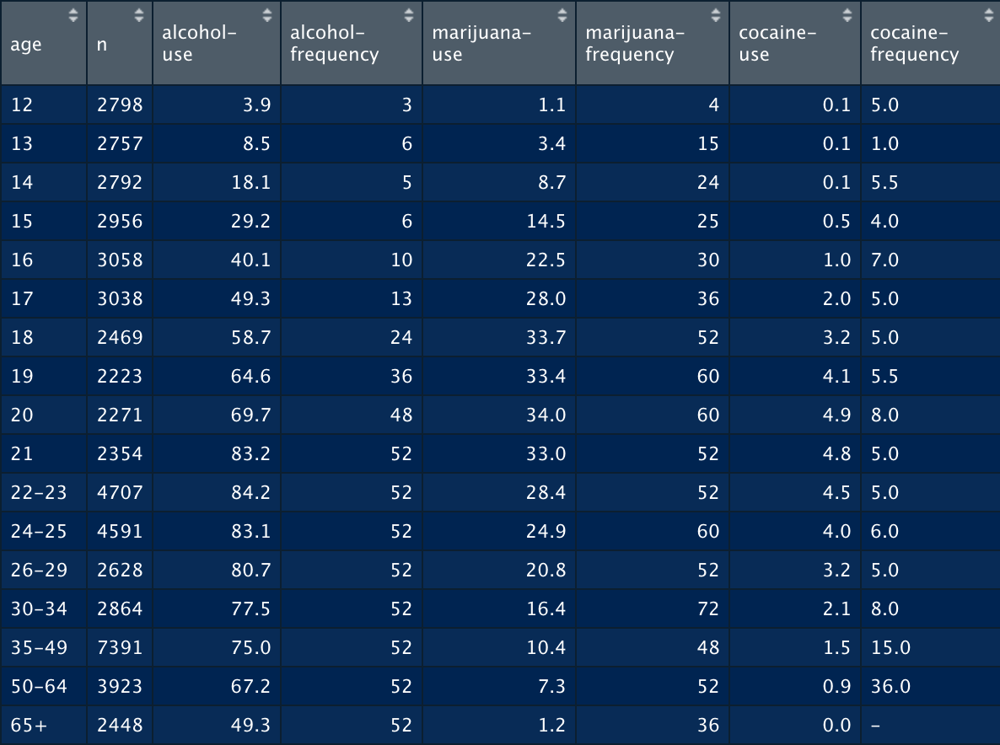 age n alcohol-use alcohol-frequency marijuana-use marijuana-frequency cocaine-use cocaine-frequency
12 2798 3.9 3 1.1 4 0.1 5.0
13 2757 8.5 6 3.4 15 0.1 1.0
14 2792 18.1 5 8.7 24 0.1 5.5
15 2956 29.2 6 14.5 25 0.5 4.0
16 3058 40.1 10 22.5 30 1.0 7.0
17 3038 49.3 13 28.0 36 2.0 5.0
18 2469 58.7 24 33.7 52 3.2 5.0
19 2223 64.6 36 33.4 60 4.1 5.5
20 2271 69.7 48 34.0 60 4.9 8.0
21 2354 83.2 52 33.0 52 4.8 5.0
22-23 4707 84.2 52 28.4 52 4.5 5.0
24-25 4591 83.1 52 24.9 60 4.0 6.0
26-29 2628 80.7 52 20.8 52 3.2 5.0
30-34 2864 77.5 52 16.4 72 2.1 8.0
35-49 7391 75.0 52 10.4 48 1.5 15.0
50-64 3923 67.2 52 7.3 52 0.9 36.0
65+ 2448 49.3 52 1.2 36 0.0 -